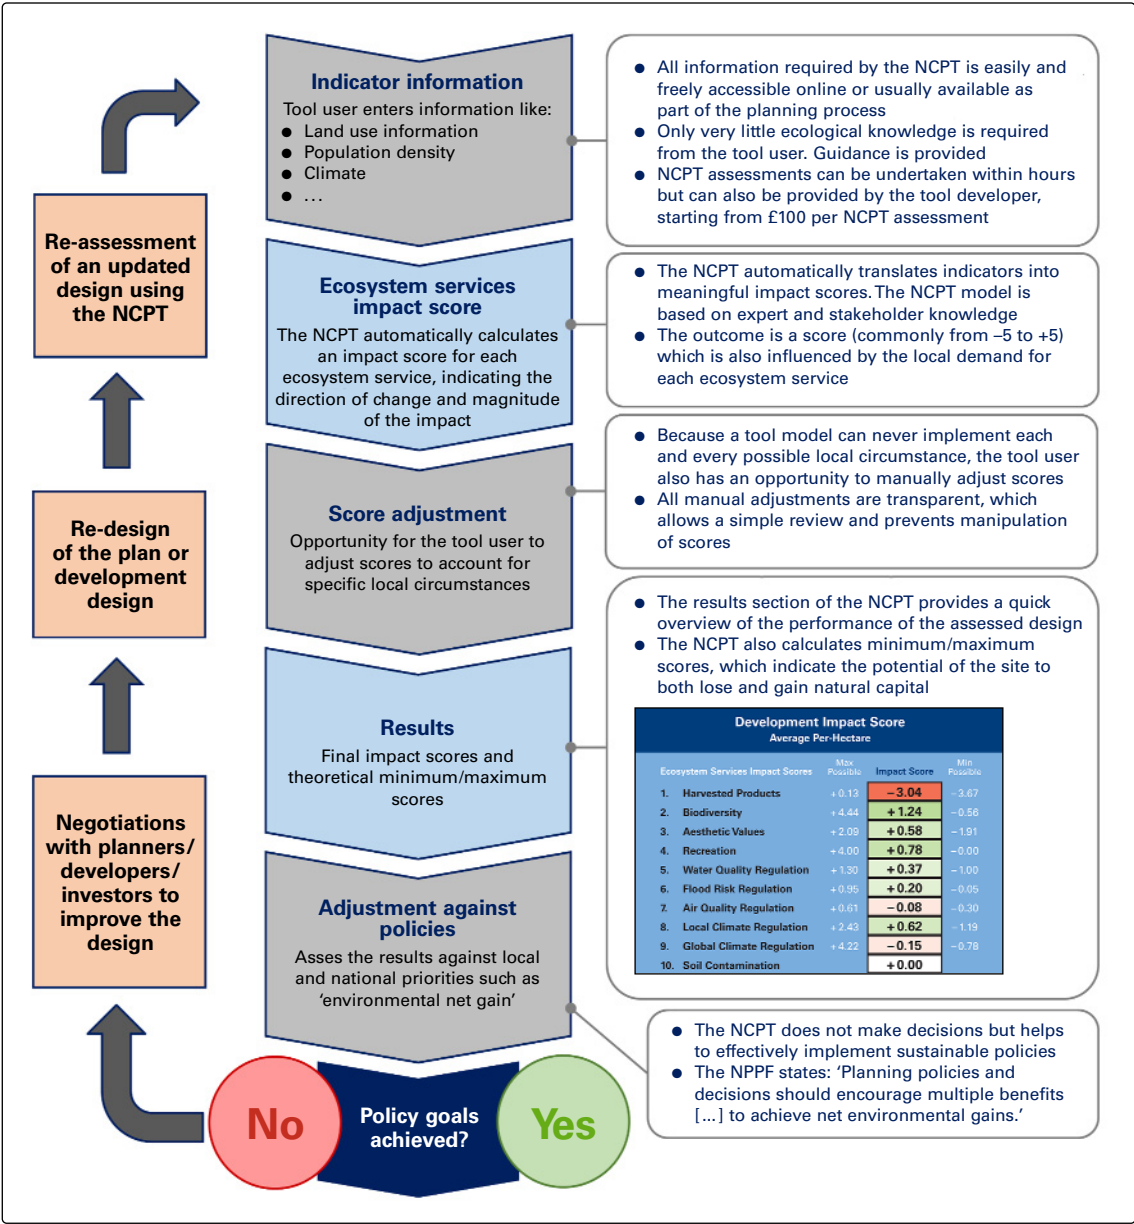 Indicator information
Tool user enters information like:
● Land use information
● Population density
● Climate
● ...
● All information required by the NCPT is easily and
freely accessible online or usually available as
part of the planning process
● Only very little ecological knowledge is required
from the tool user. Guidance is provided
● NCPT assessments can be undertaken within hours
but can also be provided by the tool developer,
starting from £100 per NCPT assessment
Ecosystem services
impact score
The NCPT automatically calculates
an impact score for each
ecosystem service, indicating the
direction of change and magnitude
of the impact
● The NCPT automatically translates indicators into
meaningful impact scores. The NCPT model is
based on expert and stakeholder knowledge
● The outcome is a score (commonly from –5 to +5)
which is also influenced by the local demand for
each ecosystem service
Score adjustment
Opportunity for the tool user to
adjust scores to account for
specific local circumstances
● Because a tool model can never implement each
and every possible local circumstance, the tool user
also has an opportunity to manually adjust scores
● All manual adjustments are transparent, which
allows a simple review and prevents manipulation
of scores
Results
Final impact scores and
theoretical minimum/maximum
scores
● The results section of the NCPT provides a quick
overview of the performance of the assessed design
● The NCPT also calculates minimum/maximum
scores, which indicate the potential of the site to
both lose and gain natural capital
Development Impact Score
Average Per-Hectare
Ecosystem Services Impact Scores Max Possible Impact Score Min Possible
1. Harvested Products +0.13 –3.04 –3.67
2. Biodiversity +4.44 +1.24 –0.56
3. Aesthetic Values +2.09 +0.58 –1.91
4. Recreation +4.00 +0.78 –0.00
5. Water Quality Regulation +1.30 +0.37 –1.00
6. Flood Risk Regulation +0.95 +0.20 –0.05
7. Air Quality Regulation +0.61 –0.08 –0.30
8. Local Climate Regulation +2.43 +0.62 –1.19
9. Global Climate Regulation +4.22 –0.15 –0.78
10. Soil Contamination +0.00
Adjustment against
policies
Asses the results against local
and national priorities such as
‘environmental net gain’
● The NCPT does not make decisions but helps
to effectively implement sustainable policies
● The NPPF states: ‘Planning policies and
decisions should encourage multiple benefits
[...] to achieve net environmental gains.’
Policy goals
achieved?
No
Yes
Negotiations
with planners/
developers/
investors to
improve the
design
Re-design
of the plan or
development
design
Re-assessment
of an updated
design using
the NCPT